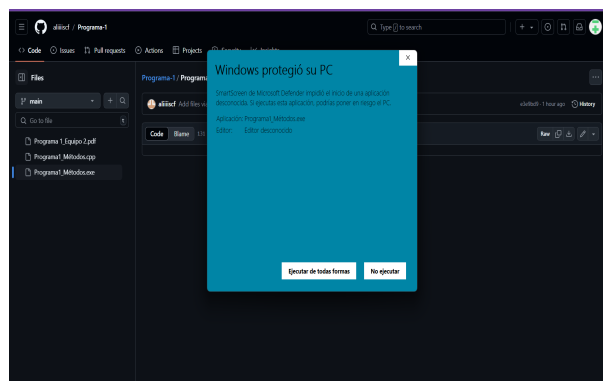 aliiiscf / Programa-1
Q Type / to search
Code
Issues
Pull requests
Actions
Projects
Files
main
Go to file
t
Programa 1_Equipo 2.pdf
Programa1_Métodos.cpp
Programa1_Métodos.exe
Programa-1 / Programa
aliiiscf Add files via
1 hour ago
History
Code
Blame
Raw
Windows protegió su PC
SmartScreen de Microsoft Defender impidió el inicio de una aplicación
desconocida. Si ejecutas esta aplicación, podrías poner en riesgo el PC.
Aplicación: Programa1_Métodos.exe
Editor: Editor desconocido
Ejecutar de todas formas
No ejecutar